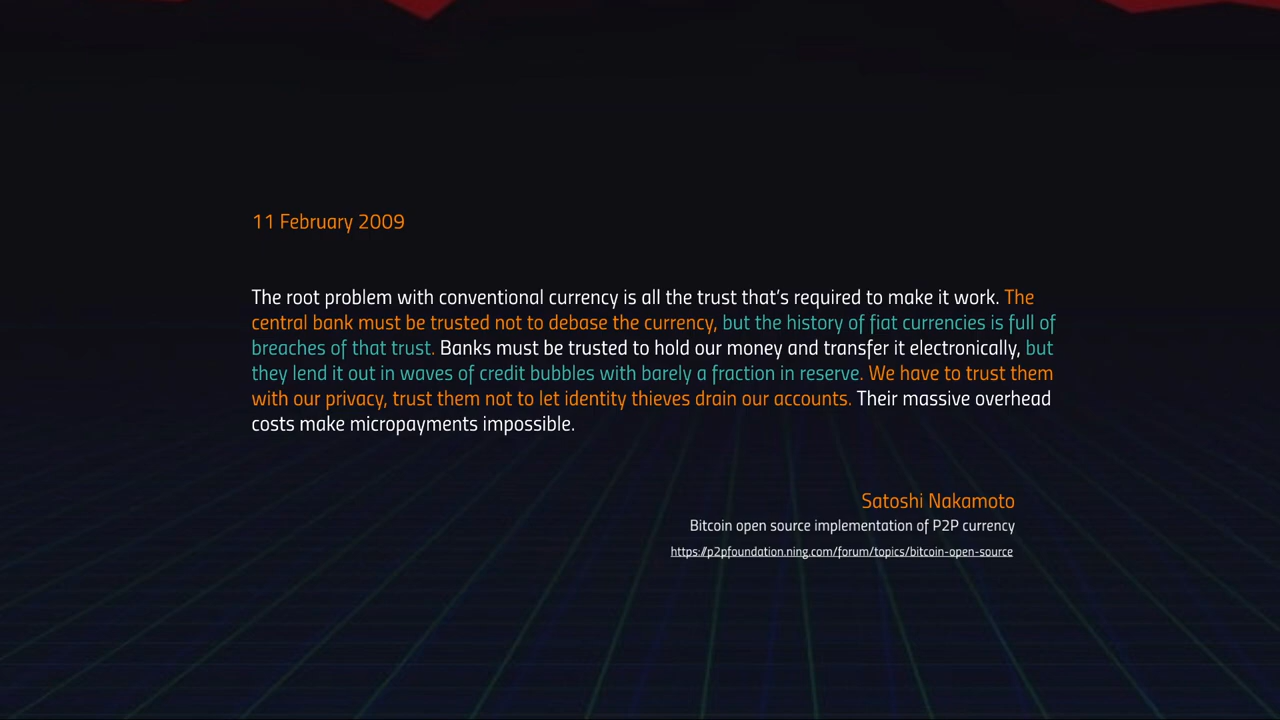 11 February 2009
The root problem with conventional currency is all the trust that's required to make it work. The
central bank must be trusted not to debase the currency, but the history of fiat currencies is full of
breaches of that trust. Banks must be trusted to hold our money and transfer it electronically, but
they lend it out in waves of credit bubbles with barely a fraction in reserve. We have to trust them
with our privacy, trust them not to let identity thieves drain our accounts. Their massive overhead
costs make micropayments impossible.
Satoshi Nakamoto
Bitcoin open source implementation of P2P currency
https://p2pfoundation.ning.com/forum/topics/bitcoin-open-source